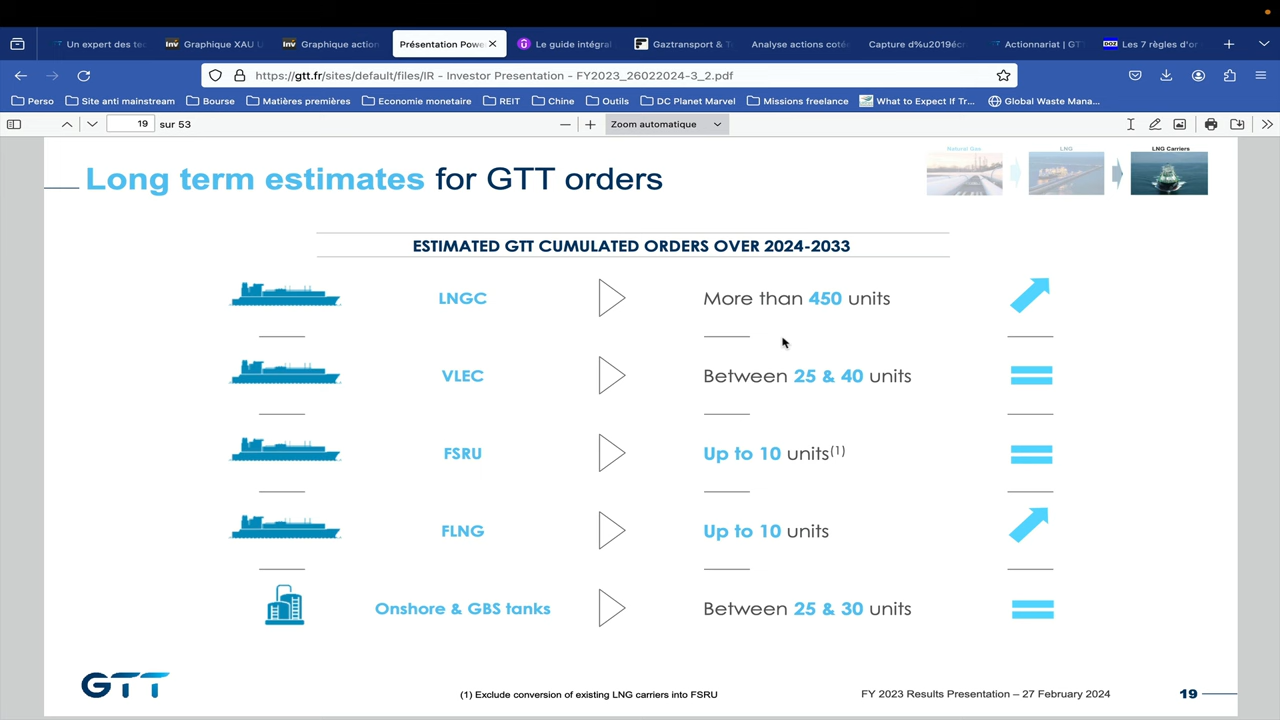 Un expert des tec
Graphique XAU U
Graphique action
Présentation Powe
Le guide intégral
Gaztransport & T
Analyse actions coté
Capture d%u2019écr
Actionnariat | GT
Les 7 règles d'or
https://gtt.fr/sites/default/files/IR - Investor Presentation - FY2023_26022024-3_2.pdf
Perso
Site anti mainstream
Bourse
Matières premières
Economie monetaire
REIT
Chine
Outils
DC Planet Marvel
Missions freelance
What to Expect If Tr...
Global Waste Mana...
19 sur 53
Zoom automatique
Natural Gas
LNG
LNG Carriers
Long term estimates for GTT orders
ESTIMATED GTT CUMULATED ORDERS OVER 2024-2033
LNGC
More than 450 units
VLEC
Between 25 & 40 units
FSRU
Up to 10 units(1)
FLNG
Up to 10 units
Onshore & GBS tanks
Between 25 & 30 units
GTT
(1) Exclude conversion of existing LNG carriers into FSRU
FY 2023 Results Presentation – 27 February 2024
19